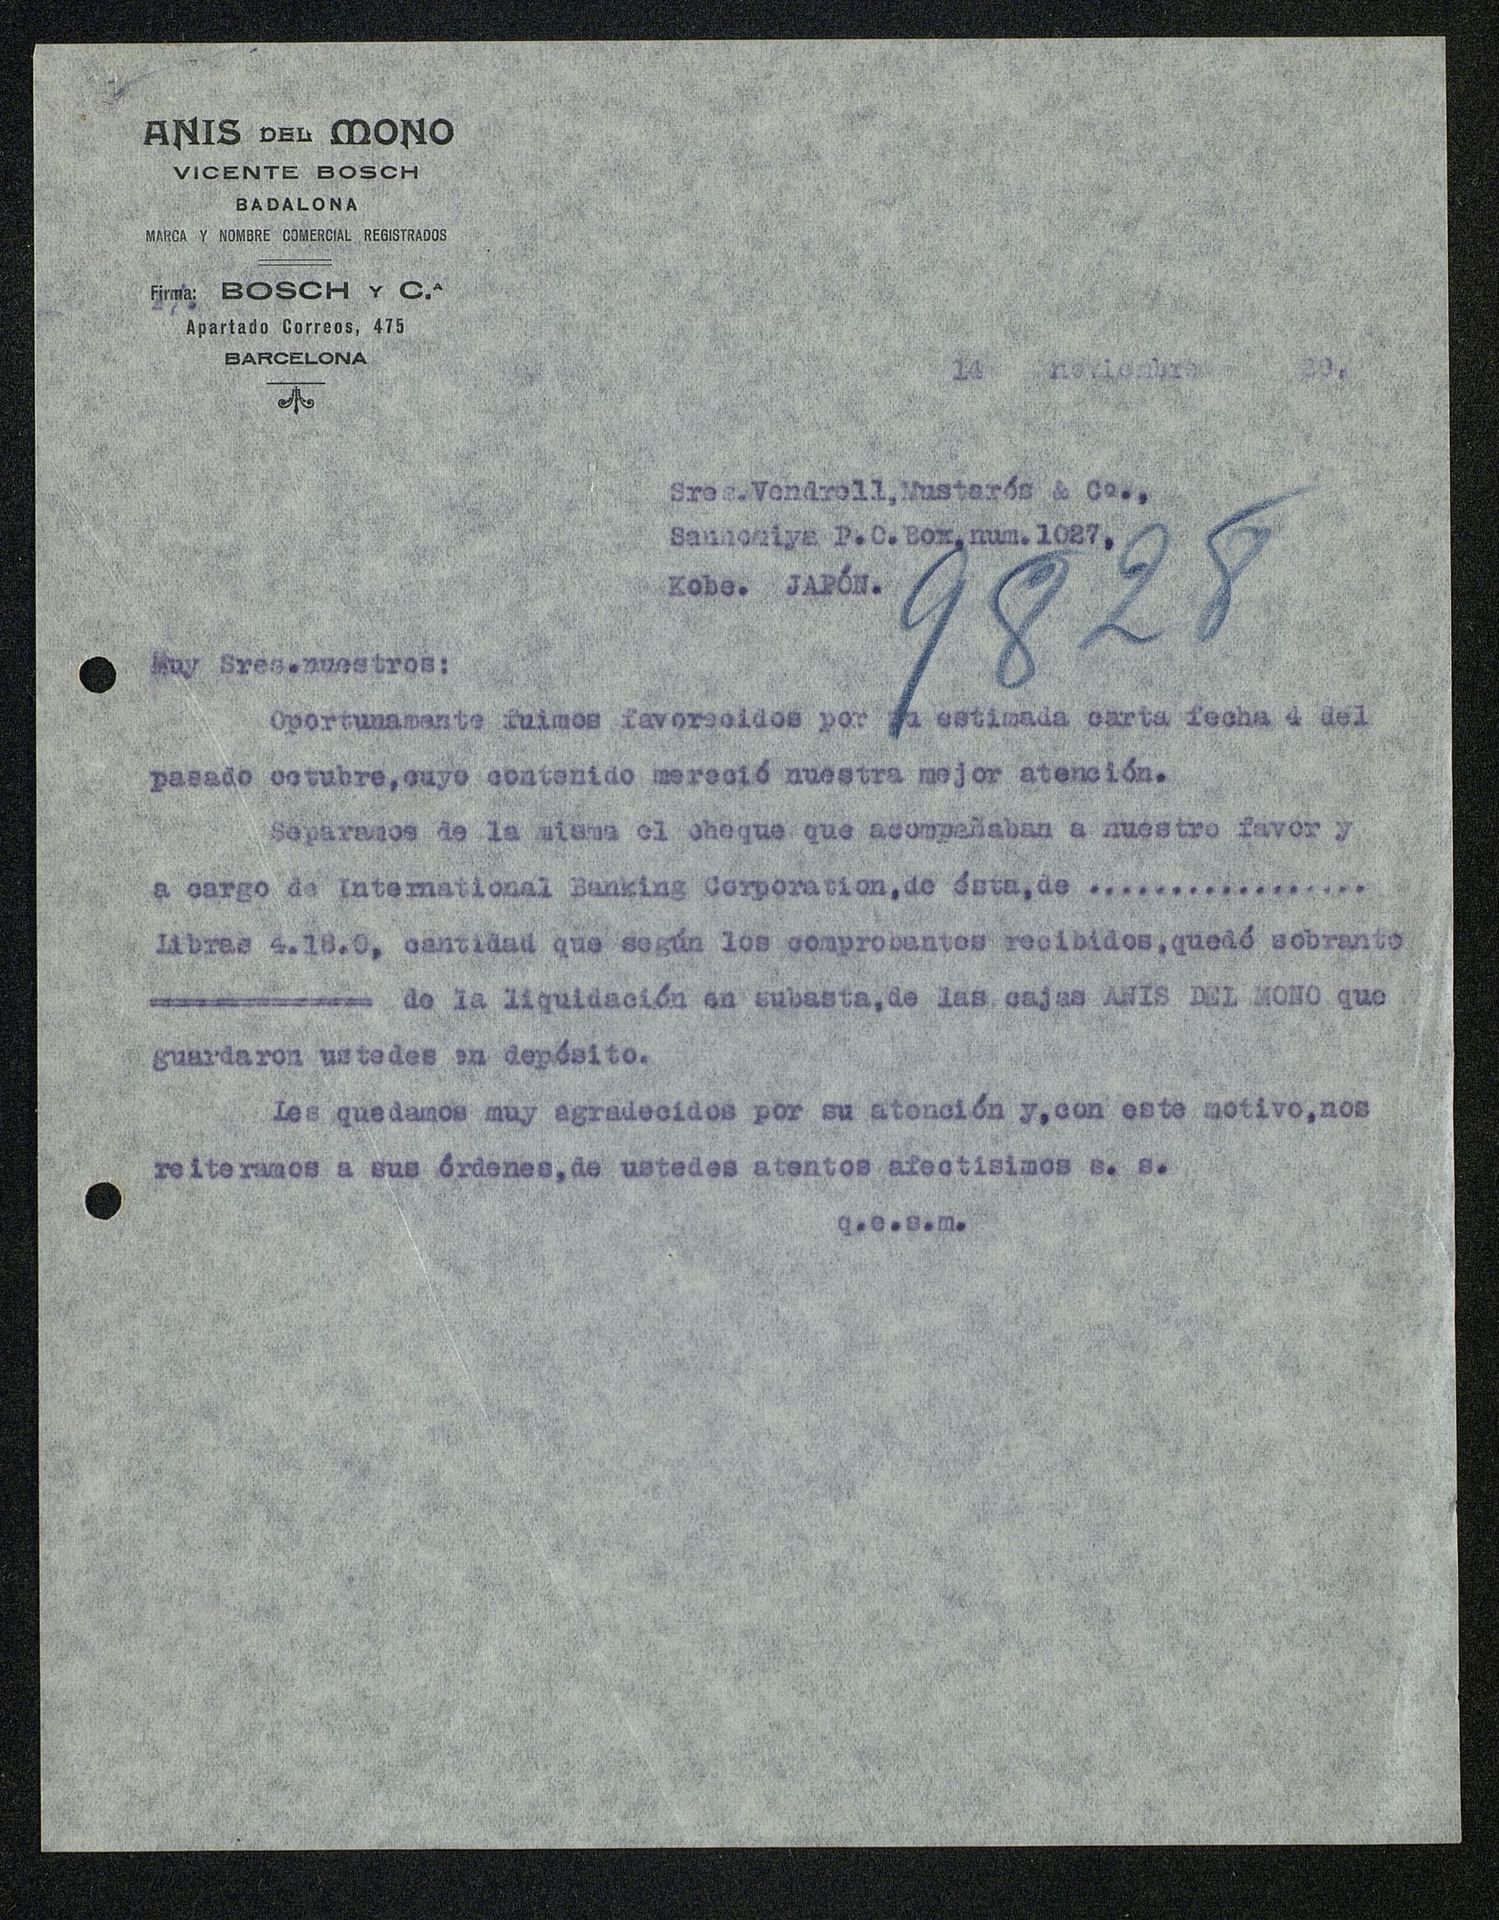 ANIS DEL MONO
VICENTE BOSCH
BADALONA
MARCA Y NOMBRE COMERCIAL REGISTRADOS
Firma: BOSCH Y C.ª
Apartado Correos, 475
BARCELONA
14 noviembre 29.
Sres.Vendrell,Mustarós & Co.,
Sannomiya P.O.Box,num.1027,
Kobe. JAPÓN.
9828
Muy Sres.nuestros:
Oportunamente fuimos favorecidos por su estimada carta fecha 4 del
pasado octubre,cuyo contenido mereció nuestra mejor atención.
Separamos de la misma el cheque que acompañaban a nuestro favor y
a cargo de International Banking Corporation,de ésta,de .................
Libras 4.18.0, cantidad que según los comprobantes recibidos,quedó sobrante
de la liquidación en subasta,de las cajas ANIS DEL MONO que
guardaron ustedes en depósito.
Les quedamos muy agradecidos por su atención y,con este motivo,nos
reiteramos a sus órdenes,de ustedes atentos afectisimos s. s.
q.e.s.m.